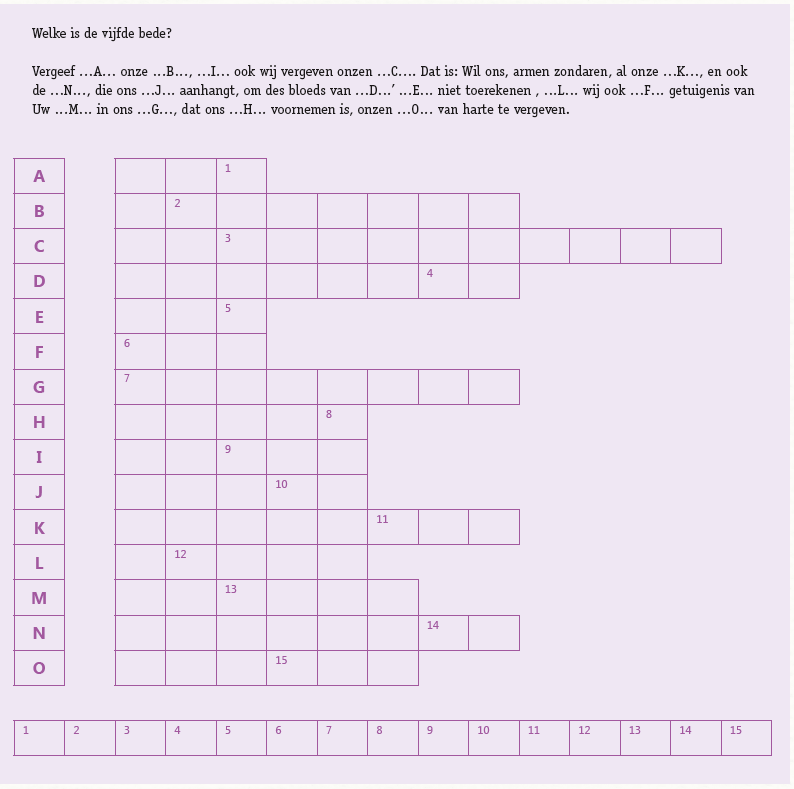 Welke is de vijfde bede?
Vergeef ...A... onze ...B..., ...I... ook wij vergeven onzen ...C.... Dat is: Wil ons, armen zondaren, al onze ...K..., en ook
de ...N..., die ons ...J... aanhangt, om des bloeds van ...D...’ ...E... niet toerekenen , ...L... wij ook ...F... getuigenis van
Uw ...M... in ons ...G..., dat ons ...H... voornemen is, onzen ...O... van harte te vergeven.
A 1
B 2
C 3
D 4
E 5
F 6
G 7
H 8
I 9
J 10
K 11
L 12
M 13
N 14
O 15
1 2 3 4 5 6 7 8 9 10 11 12 13 14 15